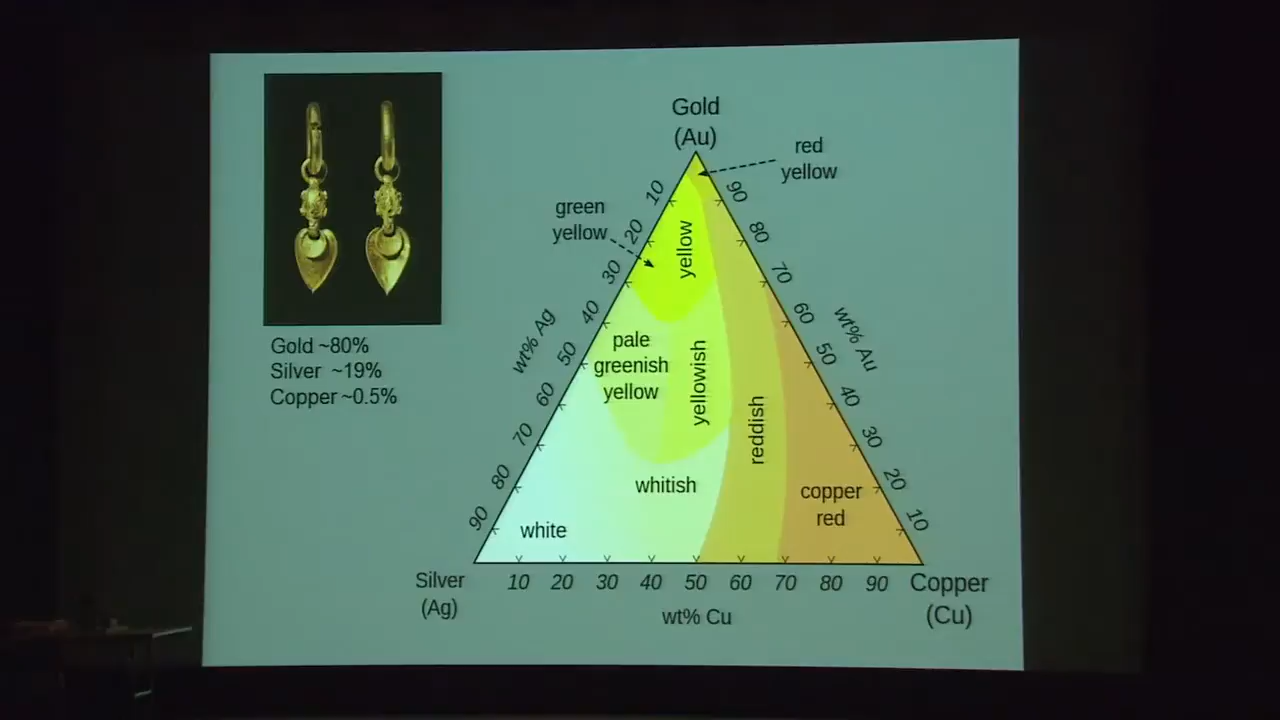 Gold ~80%
Silver ~19%
Copper ~0.5%
Gold
(Au)
red
yellow
green
yellow
yellow
pale
greenish
yellow
yellowish
reddish
whitish
copper
red
white
wt% Ag
10
20
30
40
50
60
70
80
90
wt% Au
90
80
70
60
50
40
30
20
10
Silver
(Ag)
10 20 30 40 50 60 70 80 90
Copper
(Cu)
wt% Cu